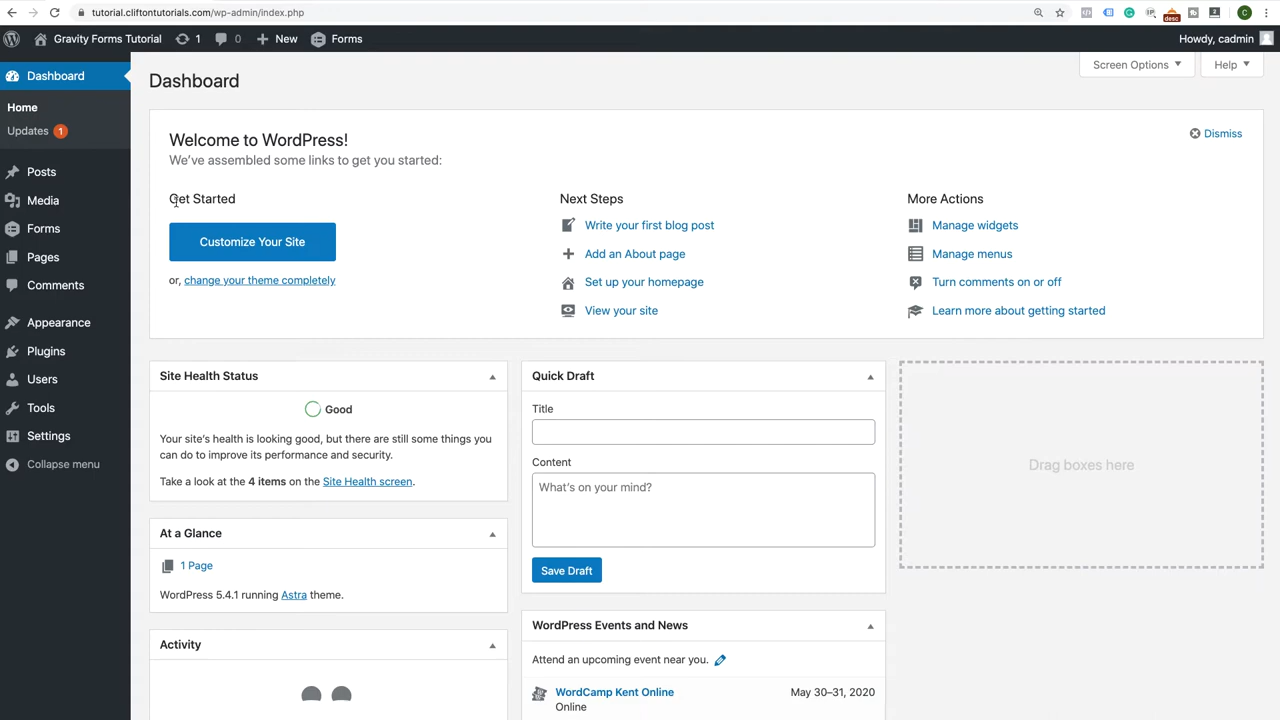 tutorial.cliftontutorials.com/wp-admin/index.php
desc
2
C
Gravity Forms Tutorial
1
0
New
Forms
Howdy, cadmin
Dashboard
Home
Updates 1
Posts
Media
Forms
Pages
Comments
Appearance
Plugins
Users
Tools
Settings
Collapse menu
Dashboard
Screen Options
Help
Welcome to WordPress!
We've assembled some links to get you started:
Dismiss
Get Started
Customize Your Site
or, change your theme completely
Next Steps
Write your first blog post
Add an About page
Set up your homepage
View your site
More Actions
Manage widgets
Manage menus
Turn comments on or off
Learn more about getting started
Site Health Status
Good
Your site's health is looking good, but there are still some things you
can do to improve its performance and security.
Take a look at the 4 items on the Site Health screen.
At a Glance
1 Page
WordPress 5.4.1 running Astra theme.
Activity
Quick Draft
Title
Content
What's on your mind?
Save Draft
WordPress Events and News
Attend an upcoming event near you.
WordCamp Kent Online
May 30–31, 2020
Online
Drag boxes here